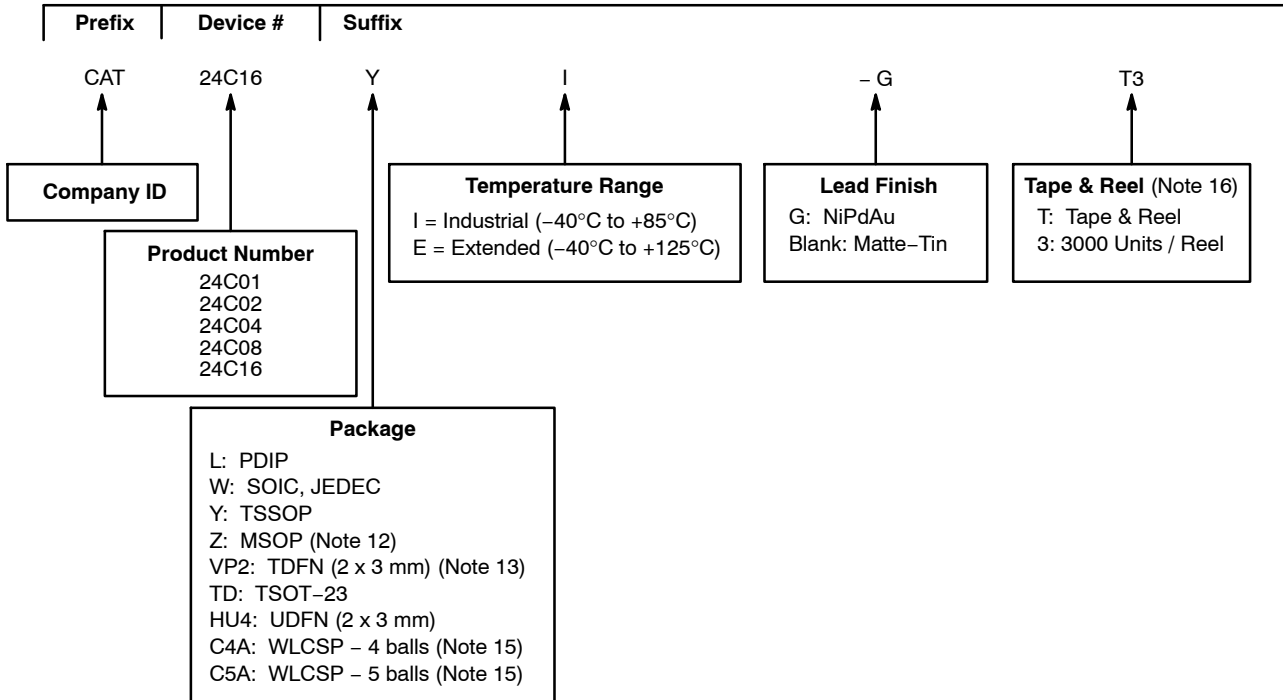 Prefix Device # Suffix
CAT 24C16 Y I – G T3
Company ID
Product Number
24C01
24C02
24C04
24C08
24C16
Package
L: PDIP
W: SOIC, JEDEC
Y: TSSOP
Z: MSOP (Note 12)
VP2: TDFN (2 x 3 mm) (Note 13)
TD: TSOT−23
HU4: UDFN (2 x 3 mm)
C4A: WLCSP – 4 balls (Note 15)
C5A: WLCSP – 5 balls (Note 15)
Temperature Range
I = Industrial (−40°C to +85°C)
E = Extended (−40°C to +125°C)
Lead Finish
G: NiPdAu
Blank: Matte−Tin
Tape & Reel (Note 16)
T: Tape & Reel
3: 3000 Units / Reel